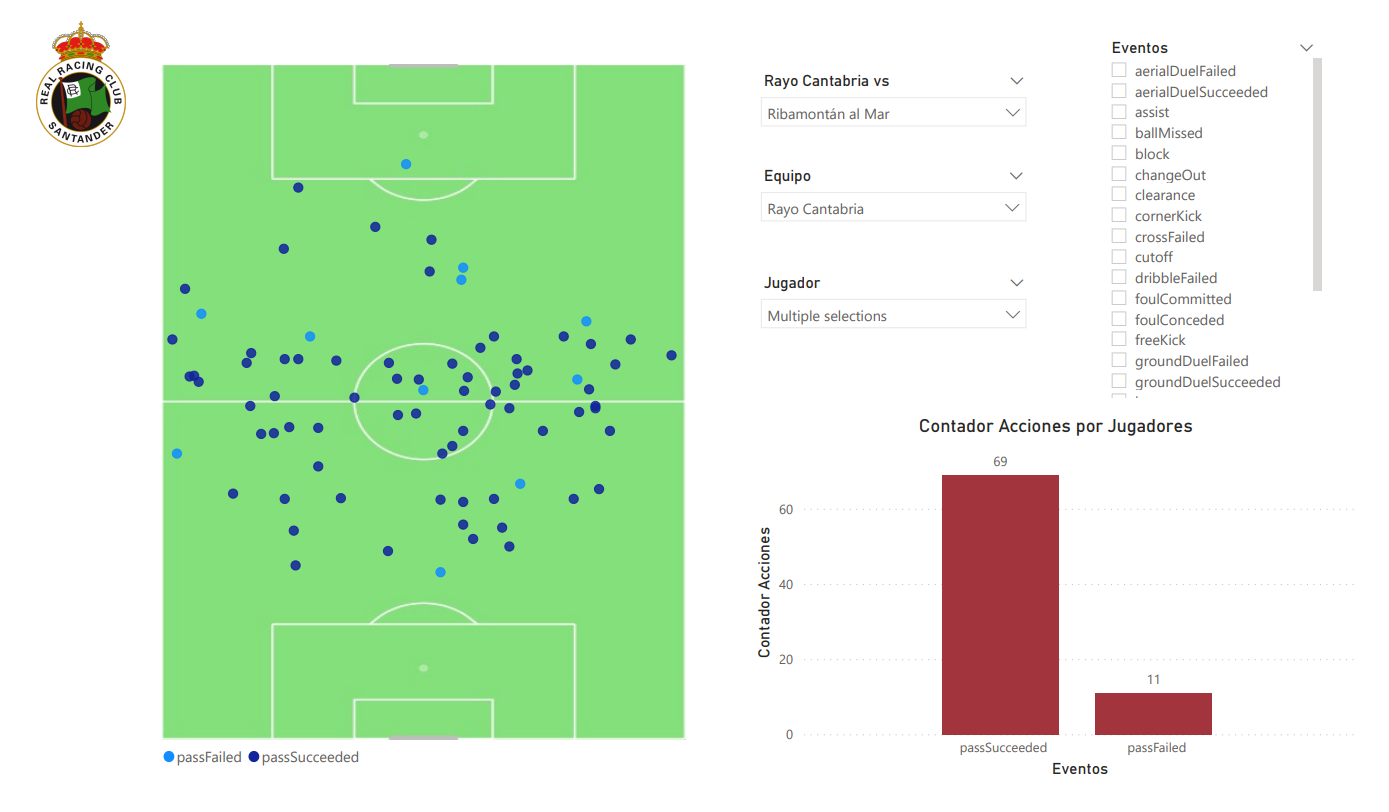 REAL RACING CLUB
SANTANDER
passFailed
passSucceeded
Rayo Cantabria vs
Ribamontán al Mar
Equipo
Rayo Cantabria
Jugador
Multiple selections
Eventos
aerialDuelFailed
aerialDuelSucceeded
assist
ballMissed
block
changeOut
clearance
cornerKick
crossFailed
cutoff
dribbleFailed
foulCommitted
foulConceded
freeKick
groundDuelFailed
groundDuelSucceeded
Contador Acciones por Jugadores
Contador Acciones
60
40
20
0
69
11
passSucceeded
passFailed
Eventos